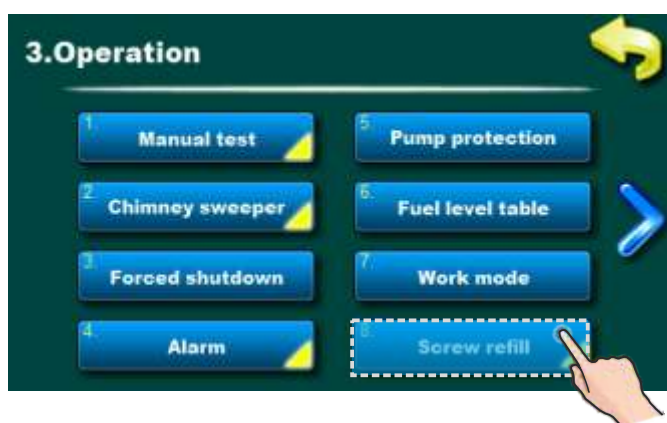 3.Operation
1. Manual test
5. Pump protection
2. Chimney sweeper
6. Fuel level table
3. Forced shutdown
7. Work mode
4. Alarm
8. Screw refill